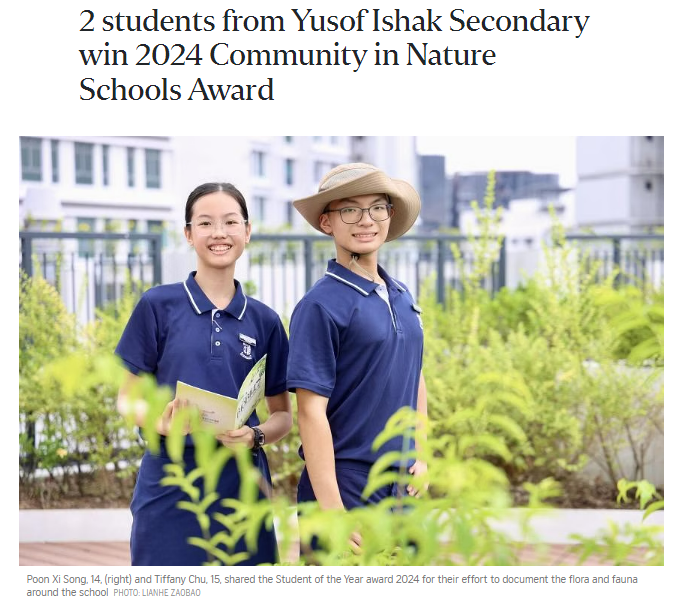 2 students from Yusof Ishak Secondary
win 2024 Community in Nature
Schools Award
Poon Xi Song, 14, (right) and Tiffany Chu, 15, shared the Student of the Year award 2024 for their effort to document the flora and fauna
around the school PHOTO: LIANHE ZAOBAO